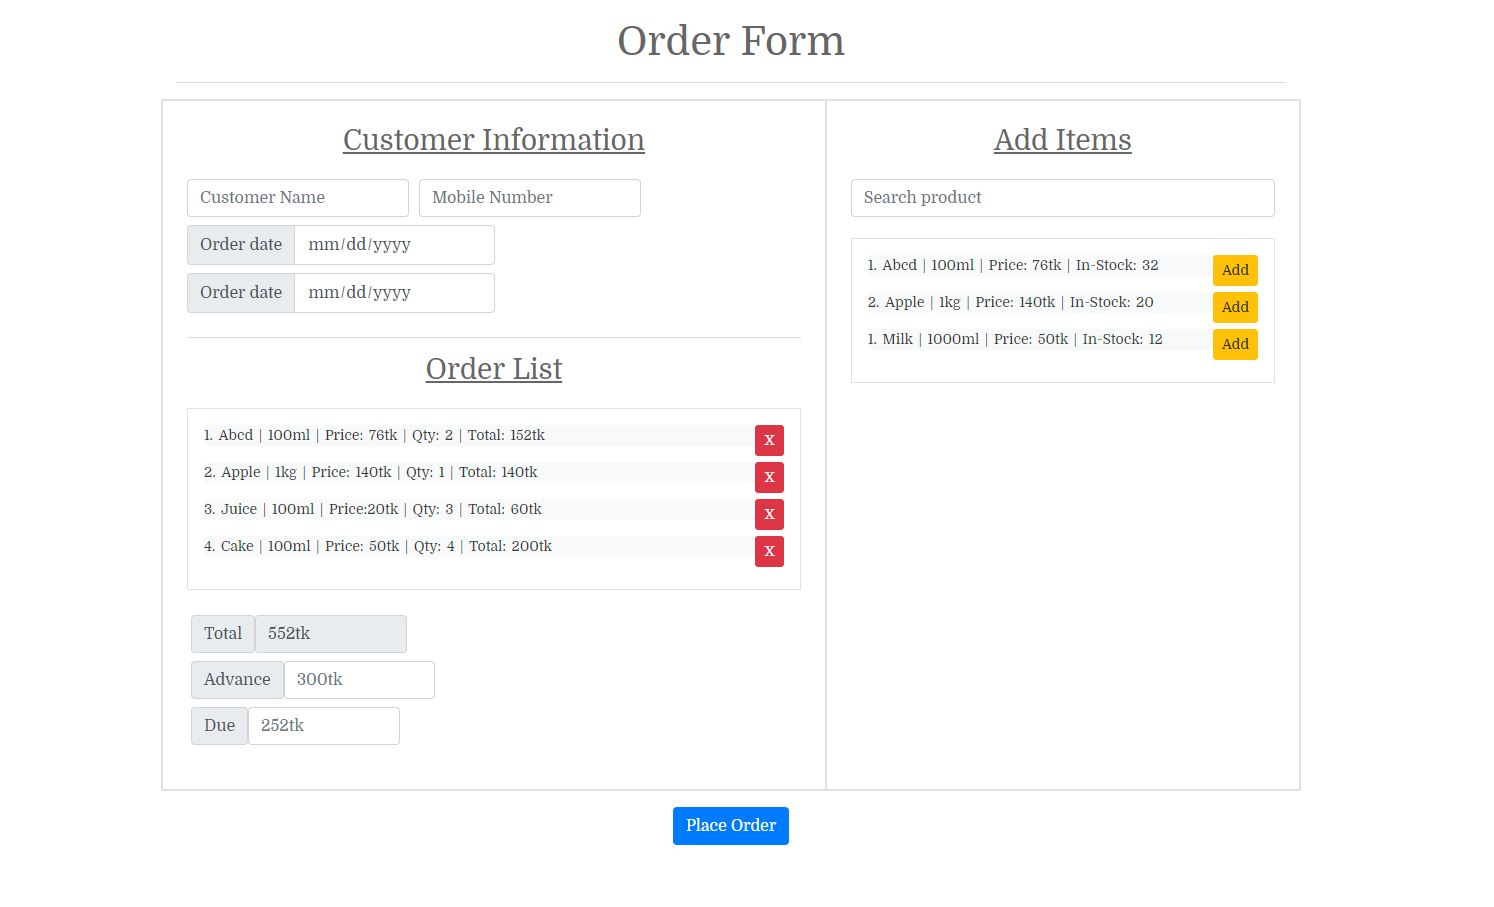 Order Form
Customer Information
Customer Name
Mobile Number
Order date mm/dd/yyyy
Order date mm/dd/yyyy
Order List
1. Abcd | 100ml | Price: 76tk | Qty: 2 | Total: 152tk X
2. Apple | 1kg | Price: 140tk | Qty: 1 | Total: 140tk X
3. Juice | 100ml | Price:20tk | Qty: 3 | Total: 60tk X
4. Cake | 100ml | Price: 50tk | Qty: 4 | Total: 200tk X
Total 552tk
Advance 300tk
Due 252tk
Add Items
Search product
1. Abcd | 100ml | Price: 76tk | In-Stock: 32 Add
2. Apple | 1kg | Price: 140tk | In-Stock: 20 Add
1. Milk | 1000ml | Price: 50tk | In-Stock: 12 Add
Place Order